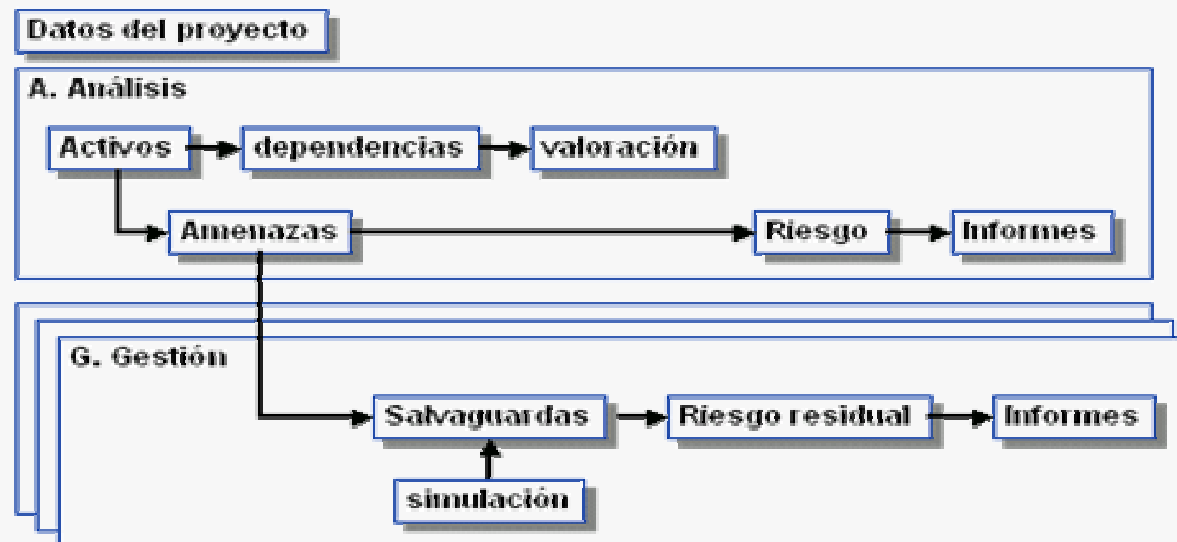 Datos del proyecto
A. Análisis
Activos dependencias valoración
Amenazas Riesgo Informes
G. Gestión
Salvaguardas Riesgo residual Informes
simulación